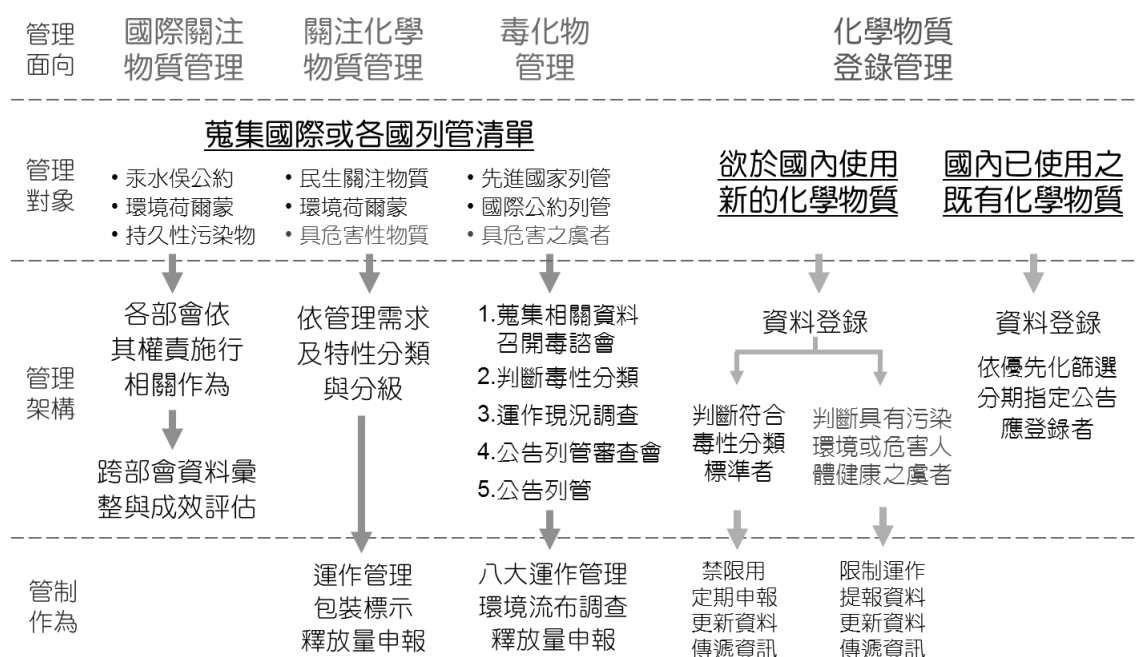 管理
面向
國際關注
物質管理
關注化學
物質管理
毒化物
管理
化學物質
登錄管理
管理
對象
蒐集國際或各國列管清單
• 汞水俁公約
• 環境荷爾蒙
• 持久性污染物
• 民生關注物質
• 環境荷爾蒙
• 具危害性物質
• 先進國家列管
• 國際公約列管
• 具危害之虞者
欲於國內使用
新的化學物質
國內已使用之
既有化學物質
管理
架構
各部會依
其權責施行
相關作為
跨部會資料彙
整與成效評估
依管理需求
及特性分類
與分級
1.蒐集相關資料
召開毒諮會
2.判斷毒性分類
3.運作現況調查
4.公告列管審查會
5.公告列管
資料登錄
判斷符合
毒性分類
標準者
判斷具有污染
環境或危害人
體健康之虞者
資料登錄
依優先化篩選
分期指定公告
應登錄者
管制
作為
運作管理
包裝標示
釋放量申報
八大運作管理
環境流布調查
釋放量申報
禁限用
定期申報
更新資料
傳遞資訊
限制運作
提報資料
更新資料
傳遞資訊